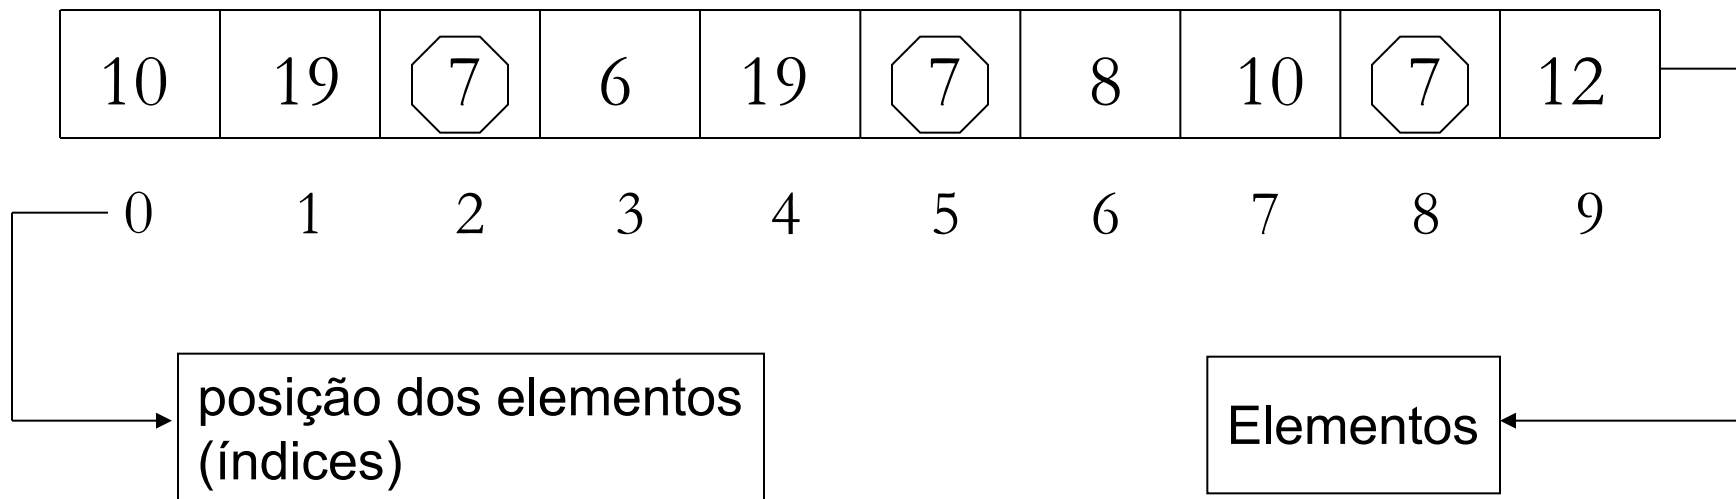 10 19 7 6 19 7 8 10 7 12
0 1 2 3 4 5 6 7 8 9
posição dos elementos
(índices)
Elementos